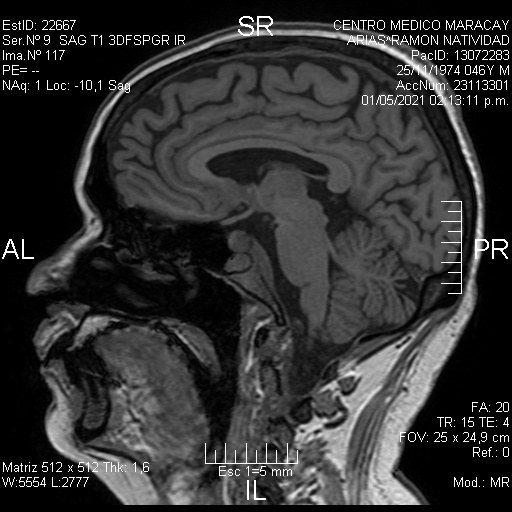 EstID: 22667
Ser.Nº 9 SAG T1 3DFSPGR IR
Ima.Nº 117
PE= --
NAq: 1 Loc: -10,1 Sag
SR
CENTRO MEDICO MARACAY
ARIAS^RAMON NATIVIDAD
PacID: 13072283
25/11/1974 046Y M
AccNum: 23113301
01/05/2021 02:13:11 p.m.
AL
PR
Matriz 512 x 512 Thk: 1,6
W:5554 L:2777
Esc 1=5 mm
IL
FA: 20
TR: 15 TE: 4
FOV: 25 x 24,9 cm
Ref.: 0
Mod.: MR